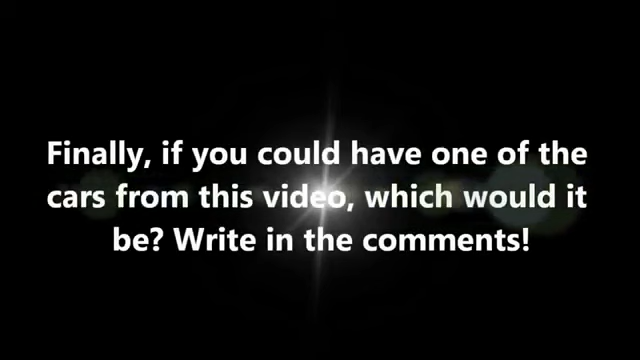 Finally, if you could have one of the
cars from this video, which would it
be? Write in the comments!